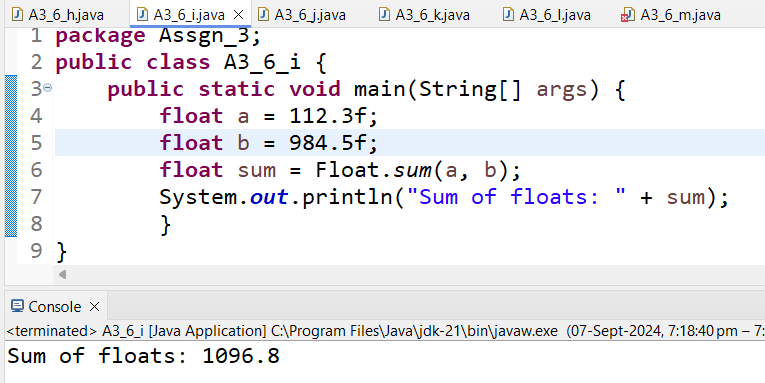 A3_6_h.java A3_6_i.java A3_6_j.java A3_6_k.java A3_6_l.java A3_6_m.java
1 package Assgn_3;
2 public class A3_6_i {
3 public static void main(String[] args) {
4 float a = 112.3f;
5 float b = 984.5f;
6 float sum = Float.sum(a, b);
7 System.out.println("Sum of floats: " + sum);
8 }
9 }
Console
<terminated> A3_6_i [Java Application] C:\Program Files\Java\jdk-21\bin\javaw.exe (07-Sept-2024, 7:18:40 pm – 7:
Sum of floats: 1096.8